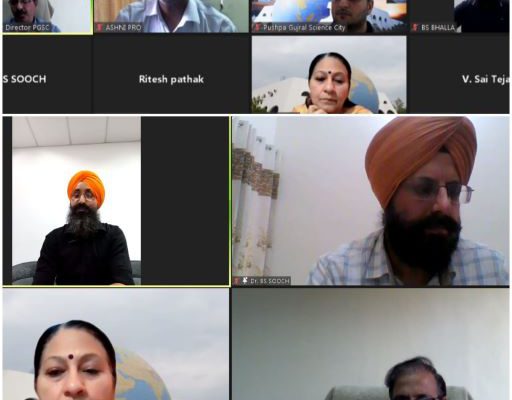 Director PGSC
ASHNI PRO
Pushpa Gujral Science City
BS BHALLA
S SOOCH
Ritesh pathak
V. Sai Teja
Dr. BS SOOCH